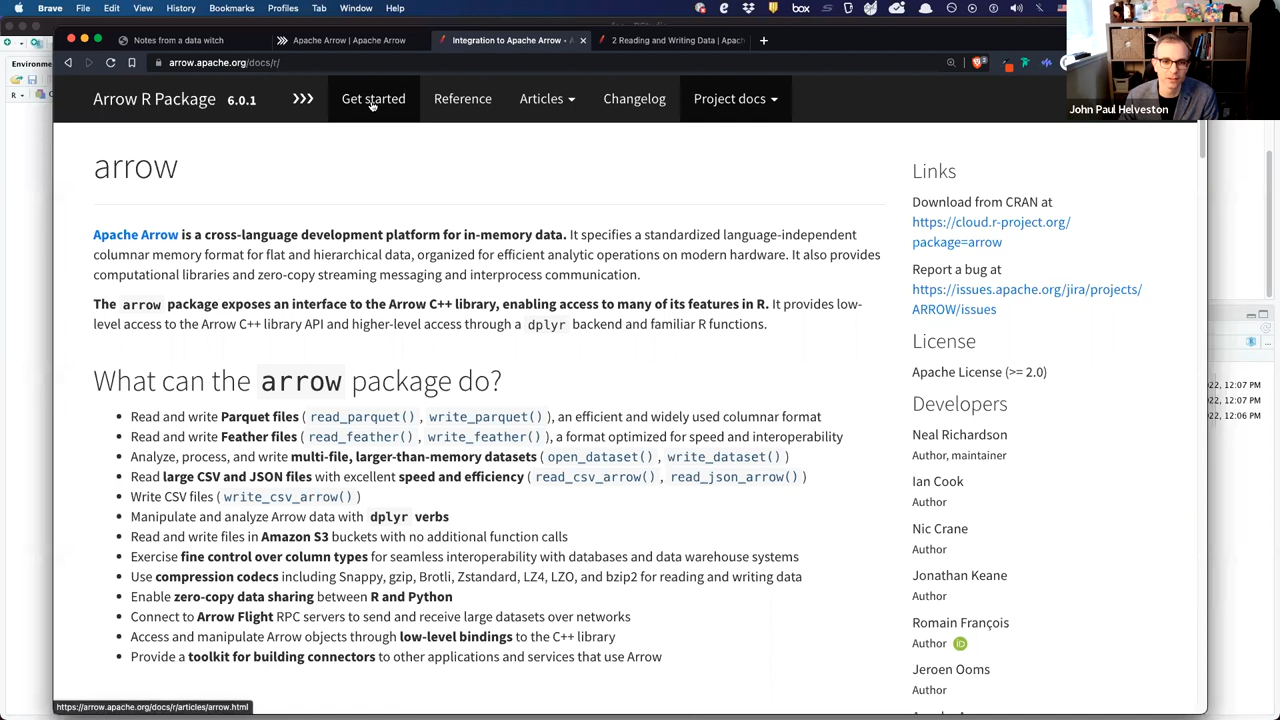 Brave File Edit View History Bookmarks Profiles Tab Window Help
box
Notes from a data witch
Apache Arrow | Apache Arrow
Integration to Apache Arrow -
2 Reading and Writing Data | Apach
arrow.apache.org/docs/r/
Environme
R
John Paul Helveston
Arrow R Package 6.0.1
Get started
Reference
Articles
Changelog
Project docs
arrow
Apache Arrow is a cross-language development platform for in-memory data. It specifies a standardized language-independent
columnar memory format for flat and hierarchical data, organized for efficient analytic operations on modern hardware. It also provides
computational libraries and zero-copy streaming messaging and interprocess communication.
The arrow package exposes an interface to the Arrow C++ library, enabling access to many of its features in R. It provides low-
level access to the Arrow C++ library API and higher-level access through a dplyr backend and familiar R functions.
What can the arrow package do?
• Read and write Parquet files ( read_parquet() , write_parquet() ), an efficient and widely used columnar format
• Read and write Feather files ( read_feather() , write_feather() ), a format optimized for speed and interoperability
• Analyze, process, and write multi-file, larger-than-memory datasets ( open_dataset() , write_dataset() )
• Read large CSV and JSON files with excellent speed and efficiency ( read_csv_arrow() , read_json_arrow() )
• Write CSV files ( write_csv_arrow() )
• Manipulate and analyze Arrow data with dplyr verbs
• Read and write files in Amazon S3 buckets with no additional function calls
• Exercise fine control over column types for seamless interoperability with databases and data warehouse systems
• Use compression codecs including Snappy, gzip, Brotli, Zstandard, LZ4, LZO, and bzip2 for reading and writing data
• Enable zero-copy data sharing between R and Python
• Connect to Arrow Flight RPC servers to send and receive large datasets over networks
• Access and manipulate Arrow objects through low-level bindings to the C++ library
• Provide a toolkit for building connectors to other applications and services that use Arrow
Links
Download from CRAN at
https://cloud.r-project.org/
package=arrow
Report a bug at
https://issues.apache.org/jira/projects/
ARROW/issues
License
Apache License (>= 2.0)
Developers
Neal Richardson
Author, maintainer
Ian Cook
Author
Nic Crane
Author
Jonathan Keane
Author
Romain François
Author iD
Jeroen Ooms
Author
022, 12:07 PM
022, 12:07 PM
022, 12:06 PM
https://arrow.apache.org/docs/r/articles/arrow.html